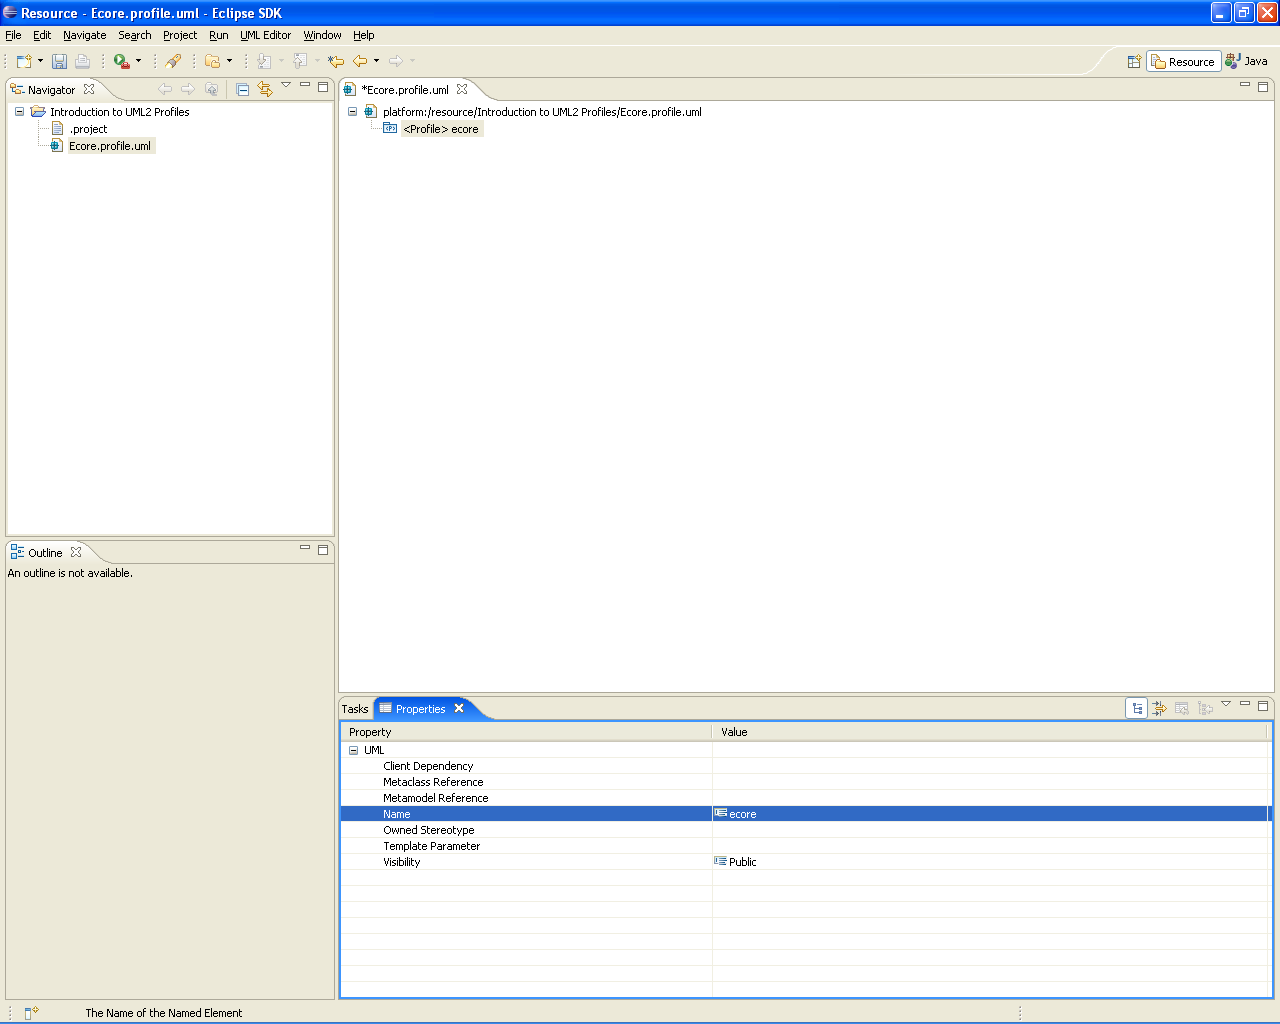 Resource - Ecore.profile.uml - Eclipse SDK
File Edit Navigate Search Project Run UML Editor Window Help
Resource Java
Navigator
Introduction to UML2 Profiles
.project
Ecore.profile.uml
*Ecore.profile.uml
platform:/resource/Introduction to UML2 Profiles/Ecore.profile.uml
<Profile> ecore
Outline
An outline is not available.
Tasks Properties
Property Value
UML
Client Dependency
Metaclass Reference
Metamodel Reference
Name ecore
Owned Stereotype
Template Parameter
Visibility Public
The Name of the Named Element